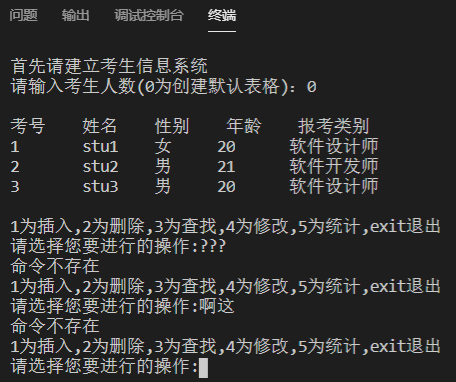 问题 输出 调试控制台 终端
首先请建立考生信息系统
请输入考生人数(0为创建默认表格): 0
考号 姓名 性别 年龄 报考类别
1 stu1 女 20 软件设计师
2 stu2 男 21 软件开发师
3 stu3 男 20 软件设计师
1为插入,2为删除,3为查找,4为修改,5为统计,exit退出
请选择您要进行的操作:???
命令不存在
1为插入,2为删除,3为查找,4为修改,5为统计,exit退出
请选择您要进行的操作:啊这
命令不存在
1为插入,2为删除,3为查找,4为修改,5为统计,exit退出
请选择您要进行的操作: